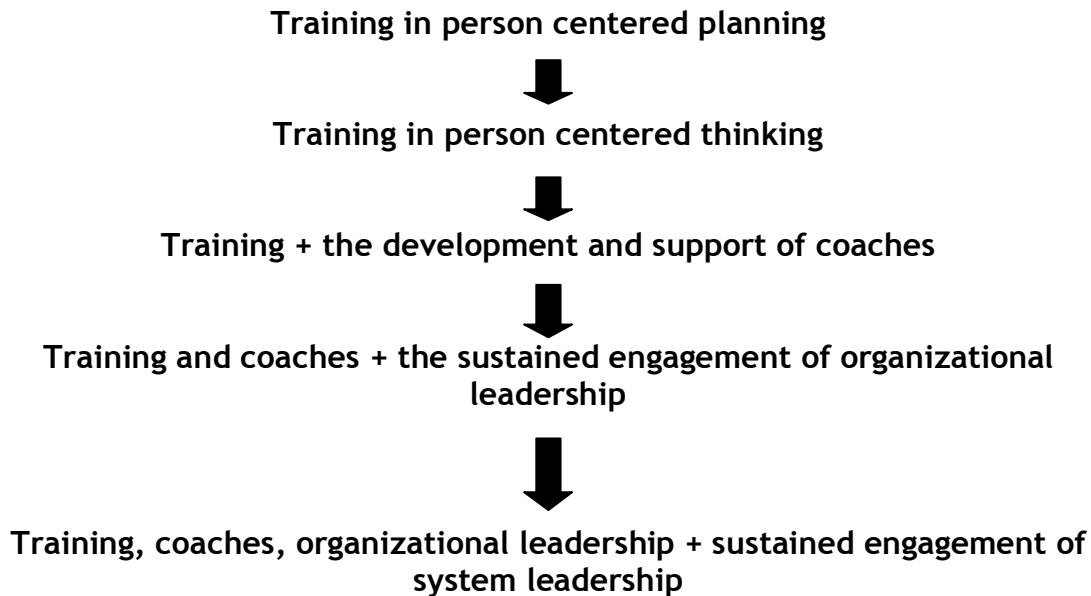 Training in person centered planning
Training in person centered thinking
Training + the development and support of coaches
Training and coaches + the sustained engagement of organizational
leadership
Training, coaches, organizational leadership + sustained engagement of
system leadership